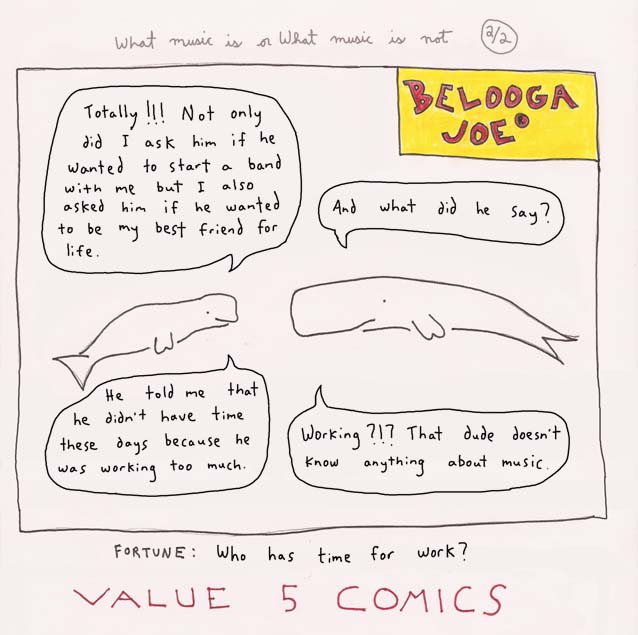 What music is or What music is not 2/2
BELOOGA
JOE®
Totally !!! Not only
did I ask him if he
wanted to start a band
with me but I also
asked him if he wanted
to be my best friend for
life.
And what did he say?
He told me that
he didn't have time
these days because he
was working too much.
Working ?!? That dude doesn't
know anything about music.
FORTUNE: Who has time for work?
VALUE 5 COMICS